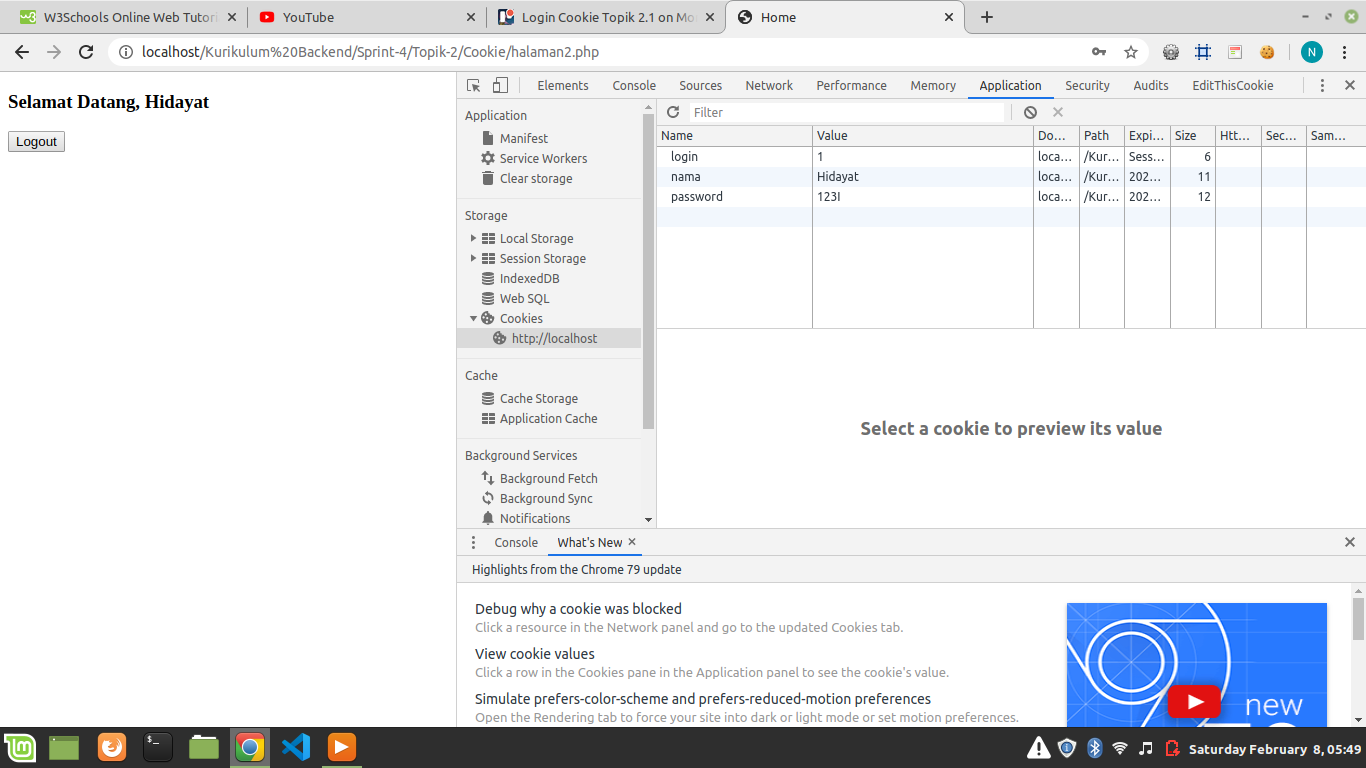 W3Schools Online Web Tutori
YouTube
Login Cookie Topik 2.1 on Mo
Home
localhost/Kurikulum%20Backend/Sprint-4/Topik-2/Cookie/halaman2.php
N
Selamat Datang, Hidayat
Logout
Elements Console Sources Network Performance Memory Application Security Audits EditThisCookie
Application
Manifest
Service Workers
Clear storage
Storage
Local Storage
Session Storage
IndexedDB
Web SQL
Cookies
http://localhost
Cache
Cache Storage
Application Cache
Background Services
Background Fetch
Background Sync
Notifications
Filter
Name Value Do... Path Expi... Size Htt... Sec... Sam...
login 1 loca... /Kur... Sess... 6
nama Hidayat loca... /Kur... 202... 11
password 123I loca... /Kur... 202... 12
Select a cookie to preview its value
Console What's New
Highlights from the Chrome 79 update
Debug why a cookie was blocked
Click a resource in the Network panel and go to the updated Cookies tab.
View cookie values
Click a row in the Cookies pane in the Application panel to see the cookie's value.
Simulate prefers-color-scheme and prefers-reduced-motion preferences
Open the Rendering tab to force your site into dark or light mode or set motion preferences.
new
Saturday February 8, 05:49